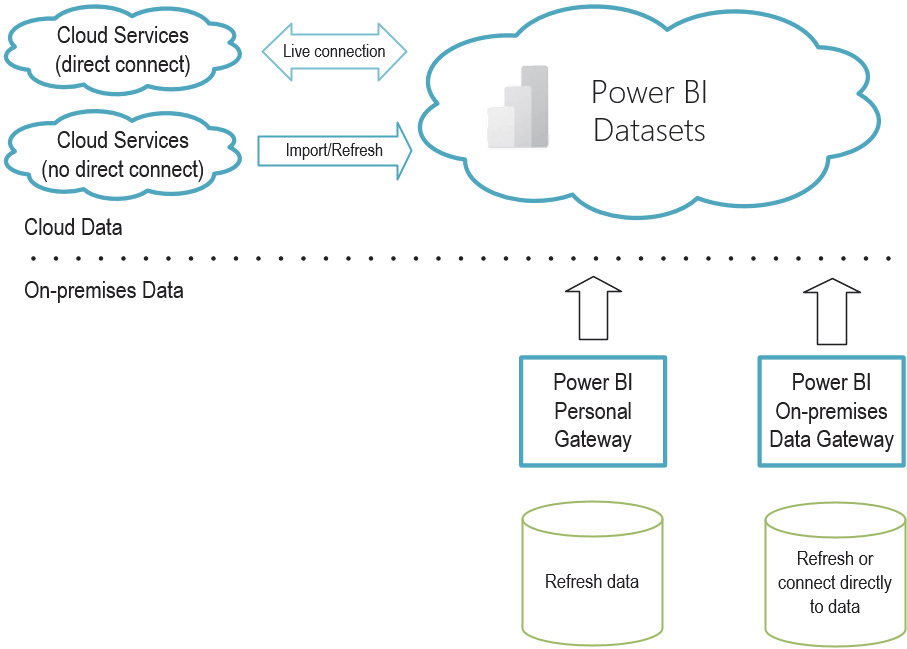 Cloud Services
(direct connect)
Live connection
Power BI
Datasets
Cloud Services
(no direct connect)
Import/Refresh
Cloud Data
On-premises Data
Power BI
Personal
Gateway
Power BI
On-premises
Data Gateway
Refresh data
Refresh or
connect directly
to data